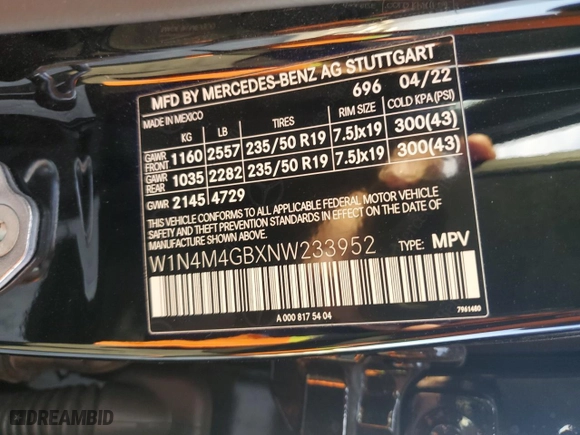 MFD BY MERCEDES-BENZ AG STUTTGART
MADE IN MEXICO 696 04/22
KG LB TIRES RIM SIZE COLD KPA(PSI)
GAWR FRONT 1160 2557 235/50 R19 7.5Jx19 300(43)
GAWR REAR 1035 2282 235/50 R19 7.5Jx19 300(43)
GVWR 2145 4729
THIS VEHICLE CONFORMS TO ALL APPLICABLE FEDERAL MOTOR VEHICLE
SAFETY, BUMPER, AND THEFT PREVENTION STANDARDS IN EFFECT ON THE DATE OF
MANUFACTURE SHOWN ABOVE.
W1N4M4GBXNW233952 TYPE: MPV
A 000 817 54 04 7961480
DREAMBID